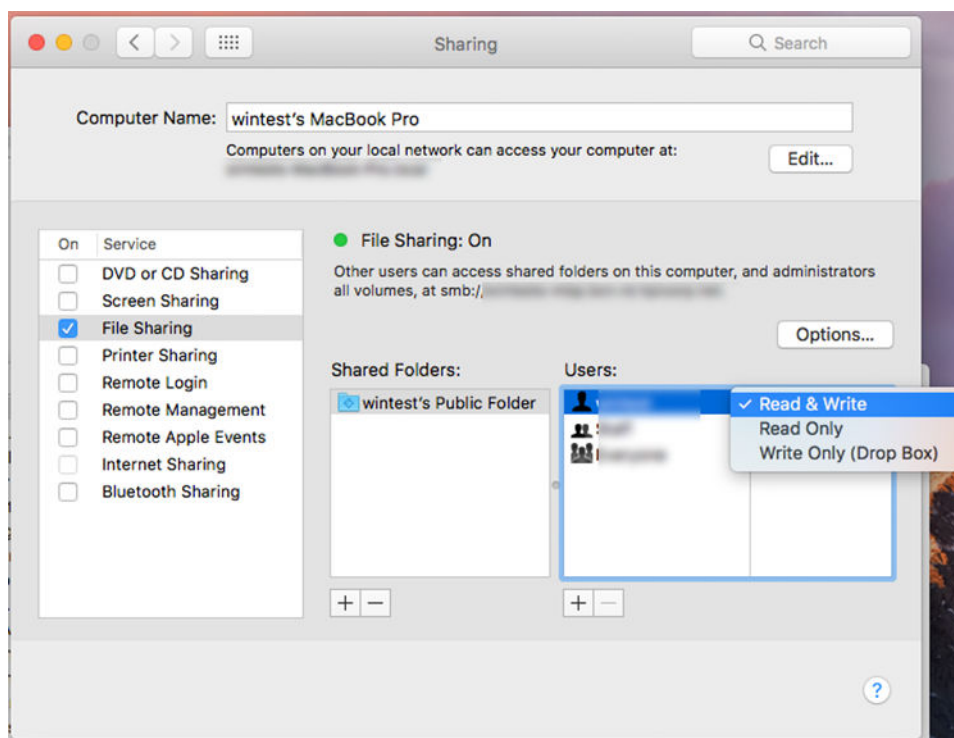 Sharing
Search
Computer Name: wintest's MacBook Pro
Computers on your local network can access your computer at:
Edit...
On Service
DVD or CD Sharing
Screen Sharing
File Sharing
Printer Sharing
Remote Login
Remote Management
Remote Apple Events
Internet Sharing
Bluetooth Sharing
File Sharing: On
Other users can access shared folders on this computer, and administrators
all volumes, at smb:/
Options...
Shared Folders:
wintest's Public Folder
Users:
Read & Write
Read Only
Write Only (Drop Box)
+ −
+ −
?